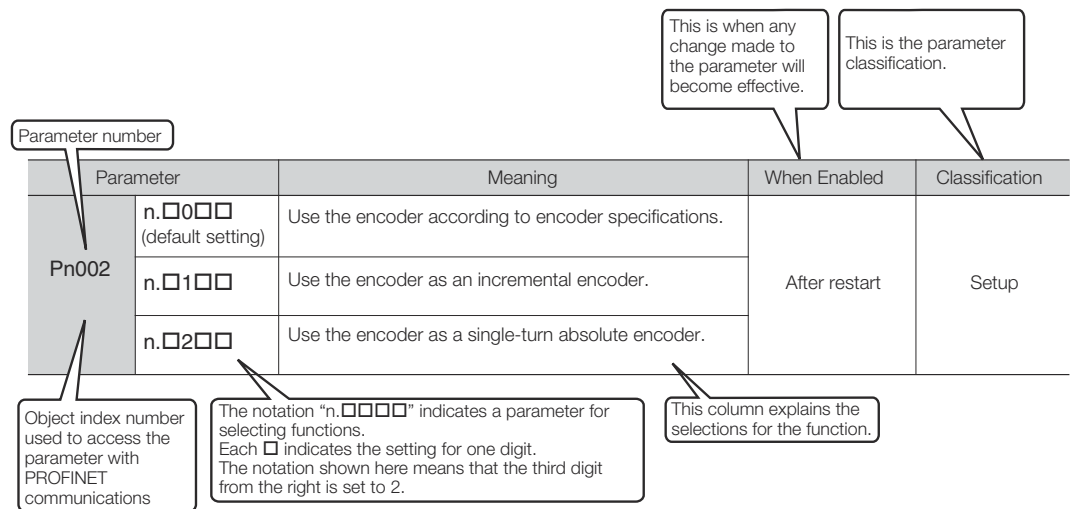 This is when any
change made to
the parameter will
become effective.
This is the parameter
classification.
Parameter number
Parameter Meaning When Enabled Classification
Pn002
n.□0□□
(default setting)
Use the encoder according to encoder specifications.
n.□1□□
Use the encoder as an incremental encoder.
After restart
Setup
n.□2□□
Use the encoder as a single-turn absolute encoder.
Object index number
used to access the
parameter with
PROFINET
communications
The notation “n.□□□□” indicates a parameter for
selecting functions.
Each □ indicates the setting for one digit.
The notation shown here means that the third digit
from the right is set to 2.
This column explains the
selections for the function.